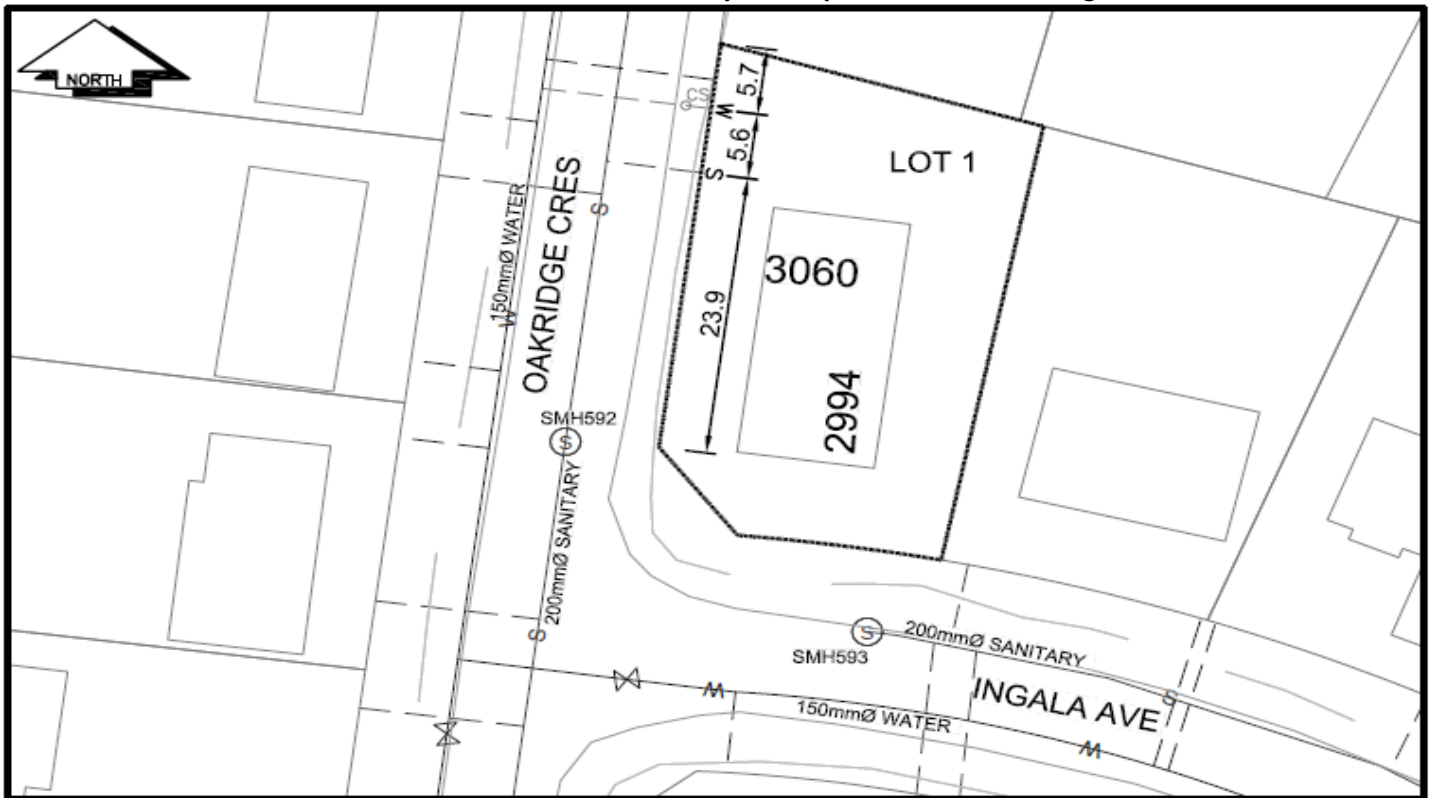 NORTH
CS
W
5.7
5.6
S
LOT 1
OAKRIDGE CRES
150mmØ WATER
W
S
3060
23.9
2994
SMH592
S
200mmØ SANITARY
S
S
SMH593
200mmØ SANITARY
S
INGALA AVE
W
150mmØ WATER
W